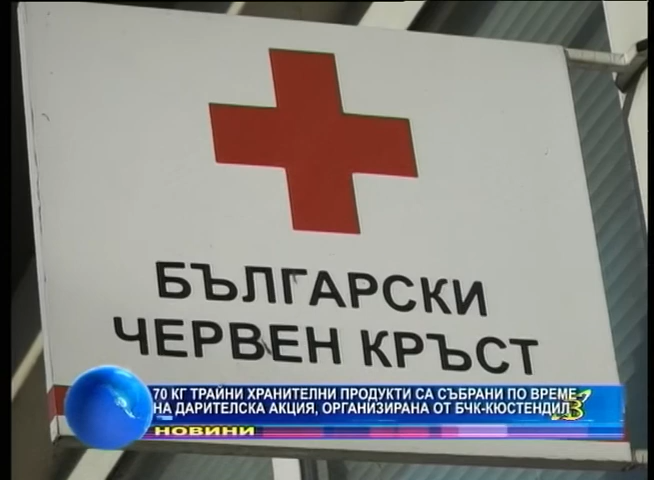 БЪЛГАРСКИ
ЧЕРВЕН КРЪСТ
70 КГ ТРАЙНИ ХРАНИТЕЛНИ ПРОДУКТИ СА СЪБРАНИ ПО ВРЕМЕ
НА ДАРИТЕЛСКА АКЦИЯ, ОРГАНИЗИРАНА ОТ БЧК-КЮСТЕНДИЛ
НОВИНИ